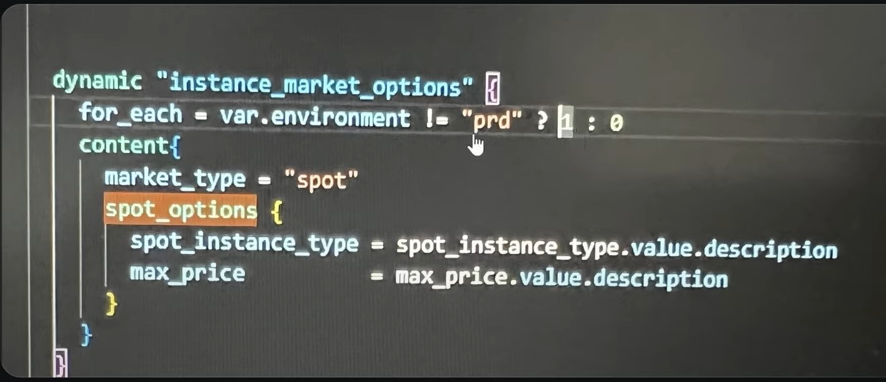 dynamic "instance_market_options" {
for_each = var.environment != "prd" ? 1 : 0
content{
market_type = "spot"
spot_options {
spot_instance_type = spot_instance_type.value.description
max_price = max_price.value.description
}
}
}